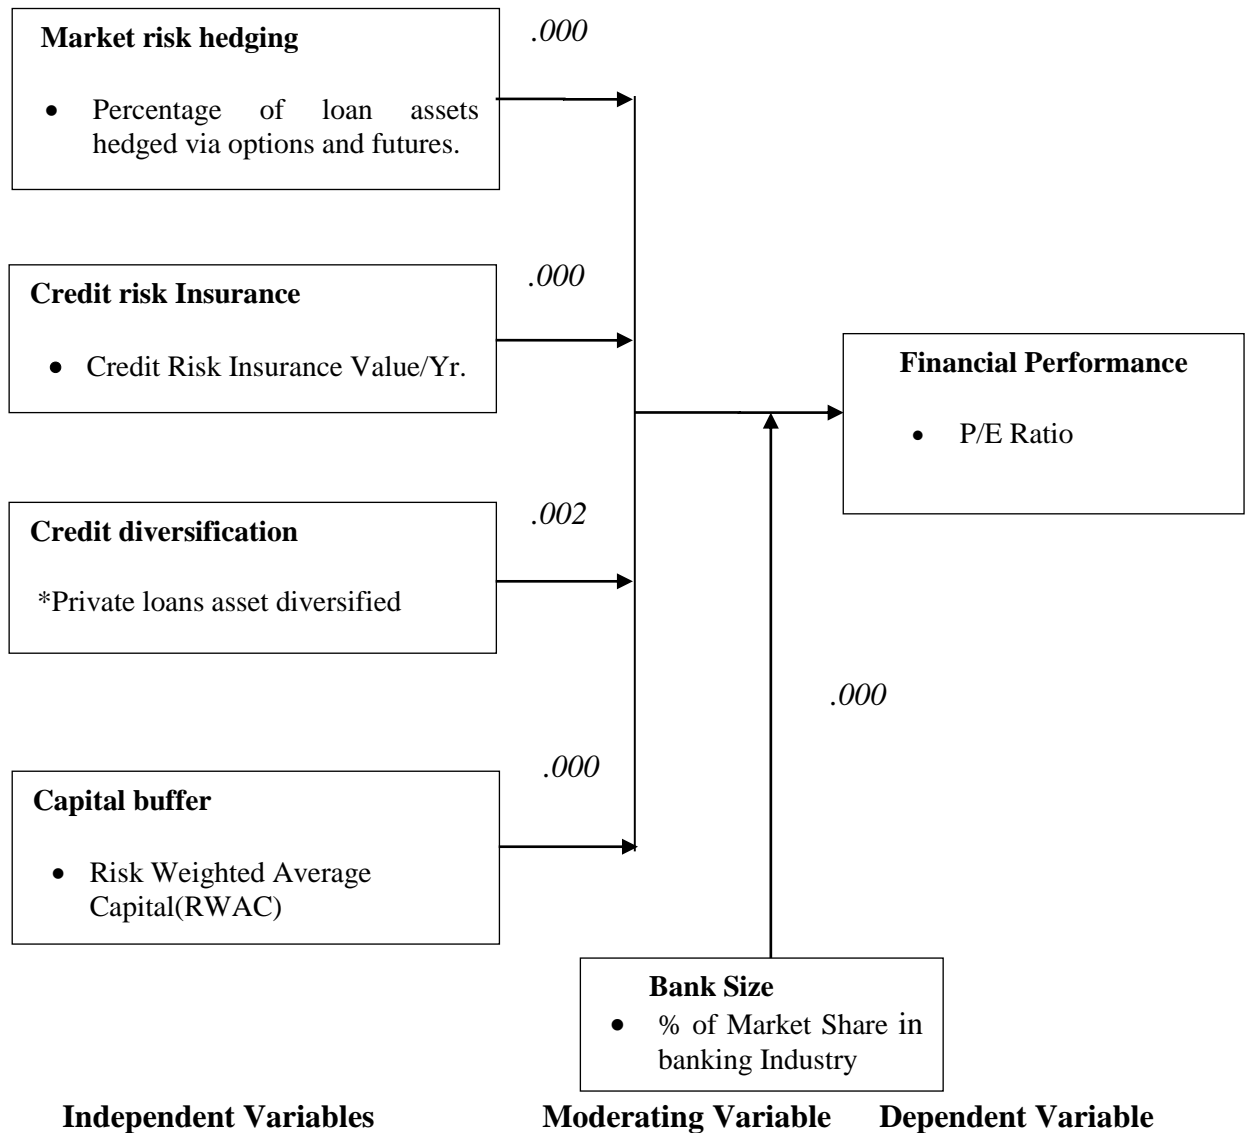 Market risk hedging
.000
• Percentage of loan assets
hedged via options and futures.
Credit risk Insurance
.000
• Credit Risk Insurance Value/Yr.
Financial Performance
• P/E Ratio
Credit diversification
.002
*Private loans asset diversified
.000
Capital buffer
.000
• Risk Weighted Average
Capital(RWAC)
Bank Size
• % of Market Share in
banking Industry
Independent Variables Moderating Variable Dependent Variable